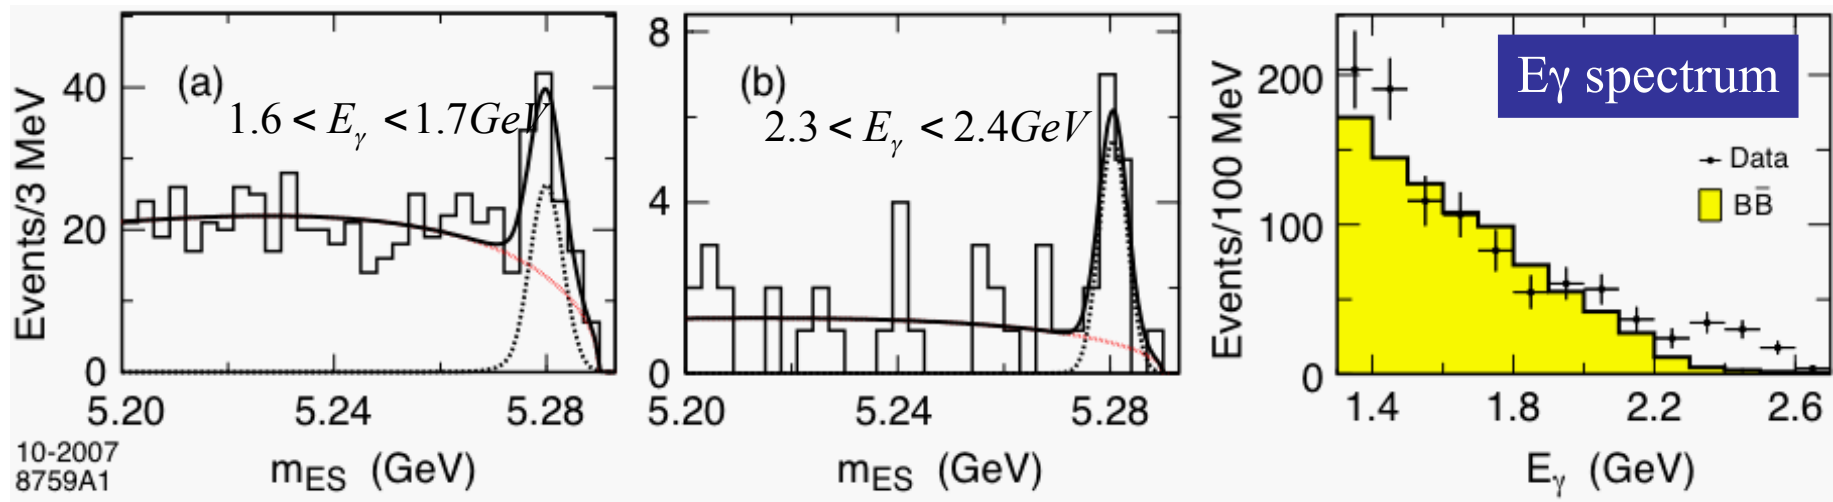 (a)
1.6 < Eγ < 1.7GeV
Events/3 MeV
40
20
0
5.20
5.24
5.28
mES (GeV)
10-2007
8759A1
(b)
2.3 < Eγ < 2.4GeV
8
4
0
5.20
5.24
5.28
mES (GeV)
Eγ spectrum
Events/100 MeV
200
100
0
Data
BB̅
1.4
1.8
2.2
2.6
Eγ (GeV)